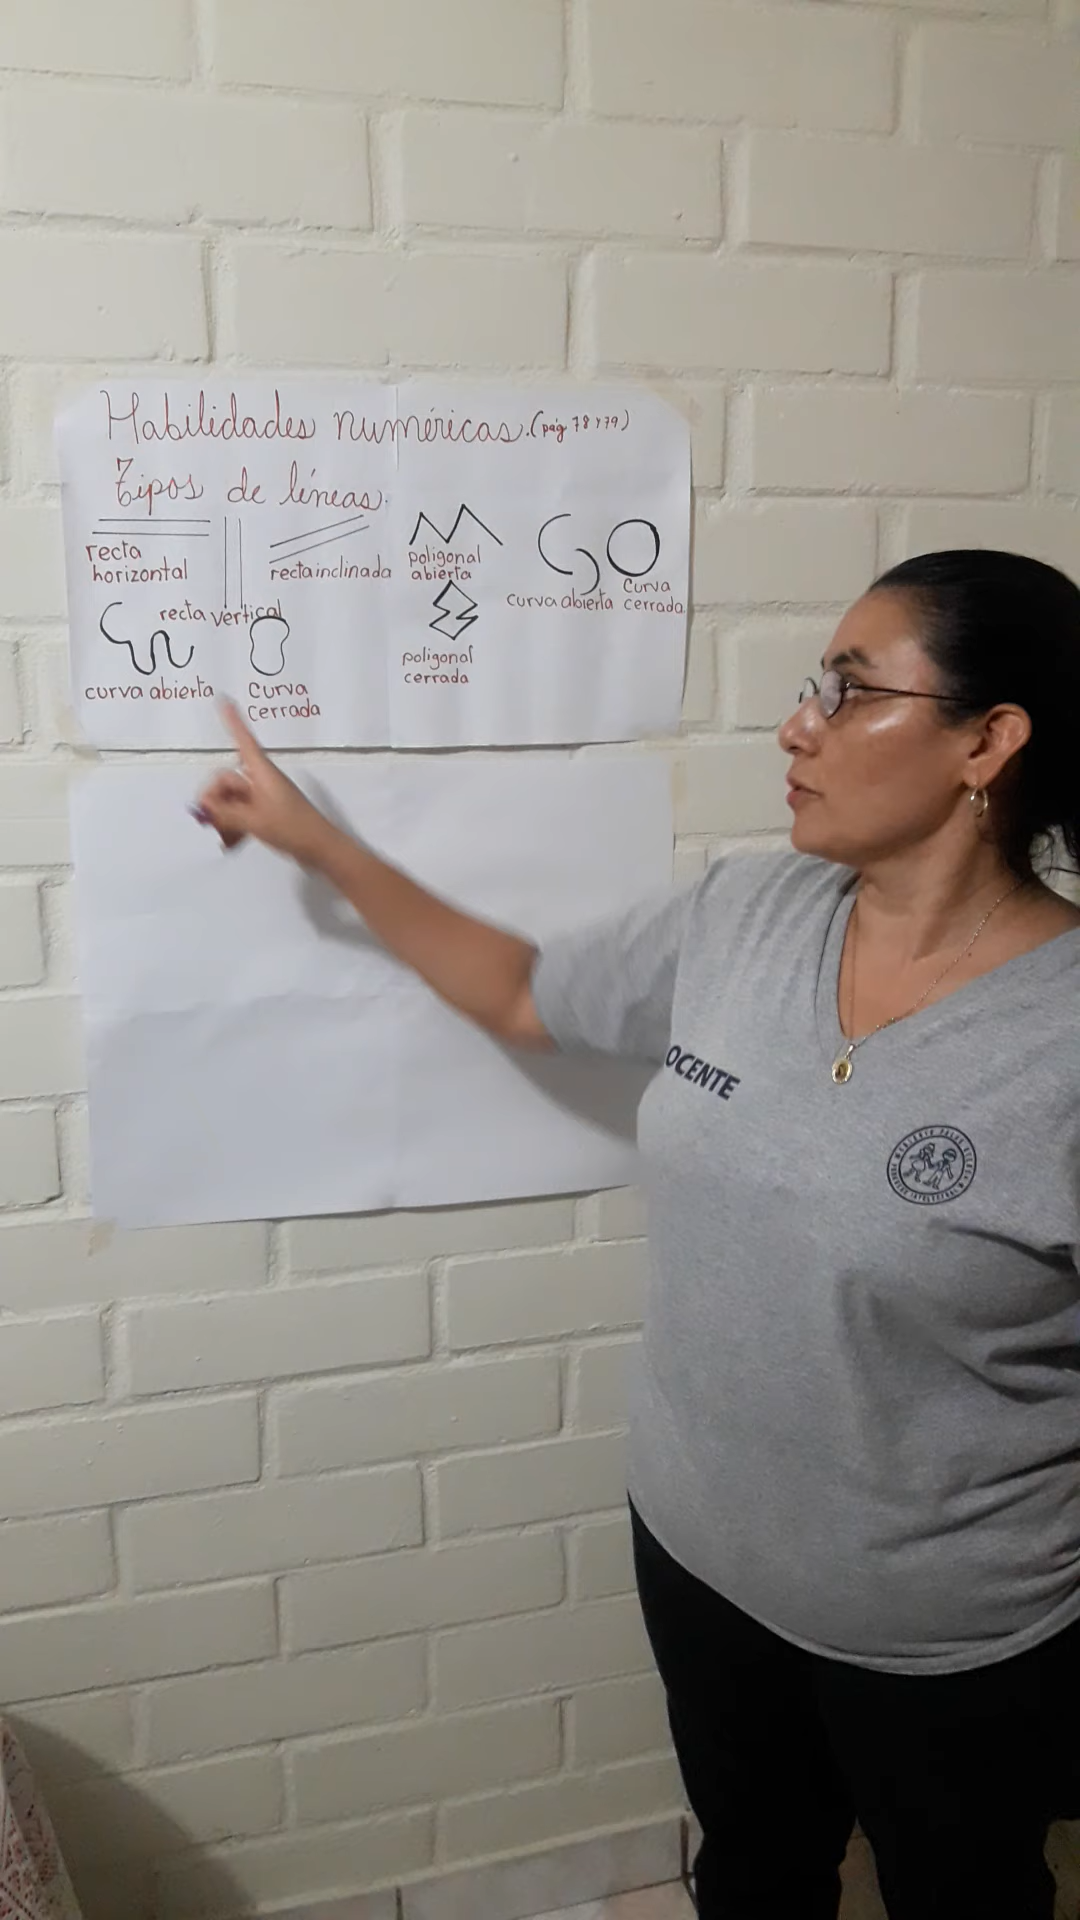 Habilidades numéricas. (pág 78 y 79)
Tipos de líneas.
recta
horizontal
recta vertical
recta inclinada
poligonal
abierta
curva abierta
curva
cerrada
curva abierta
curva
cerrada
poligonal
cerrada
OCENTE